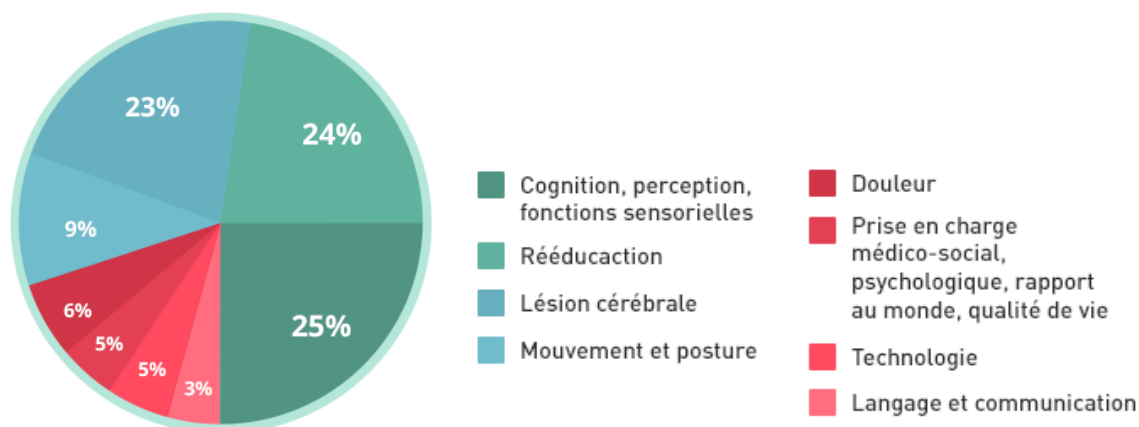 23%
24%
9%
6%
5%
5%
3%
25%
Cognition, perception,
fonctions sensorielles
Rééducaction
Lésion cérébrale
Mouvement et posture
Douleur
Prise en charge
médico-social,
psychologique, rapport
au monde, qualité de vie
Technologie
Langage et communication